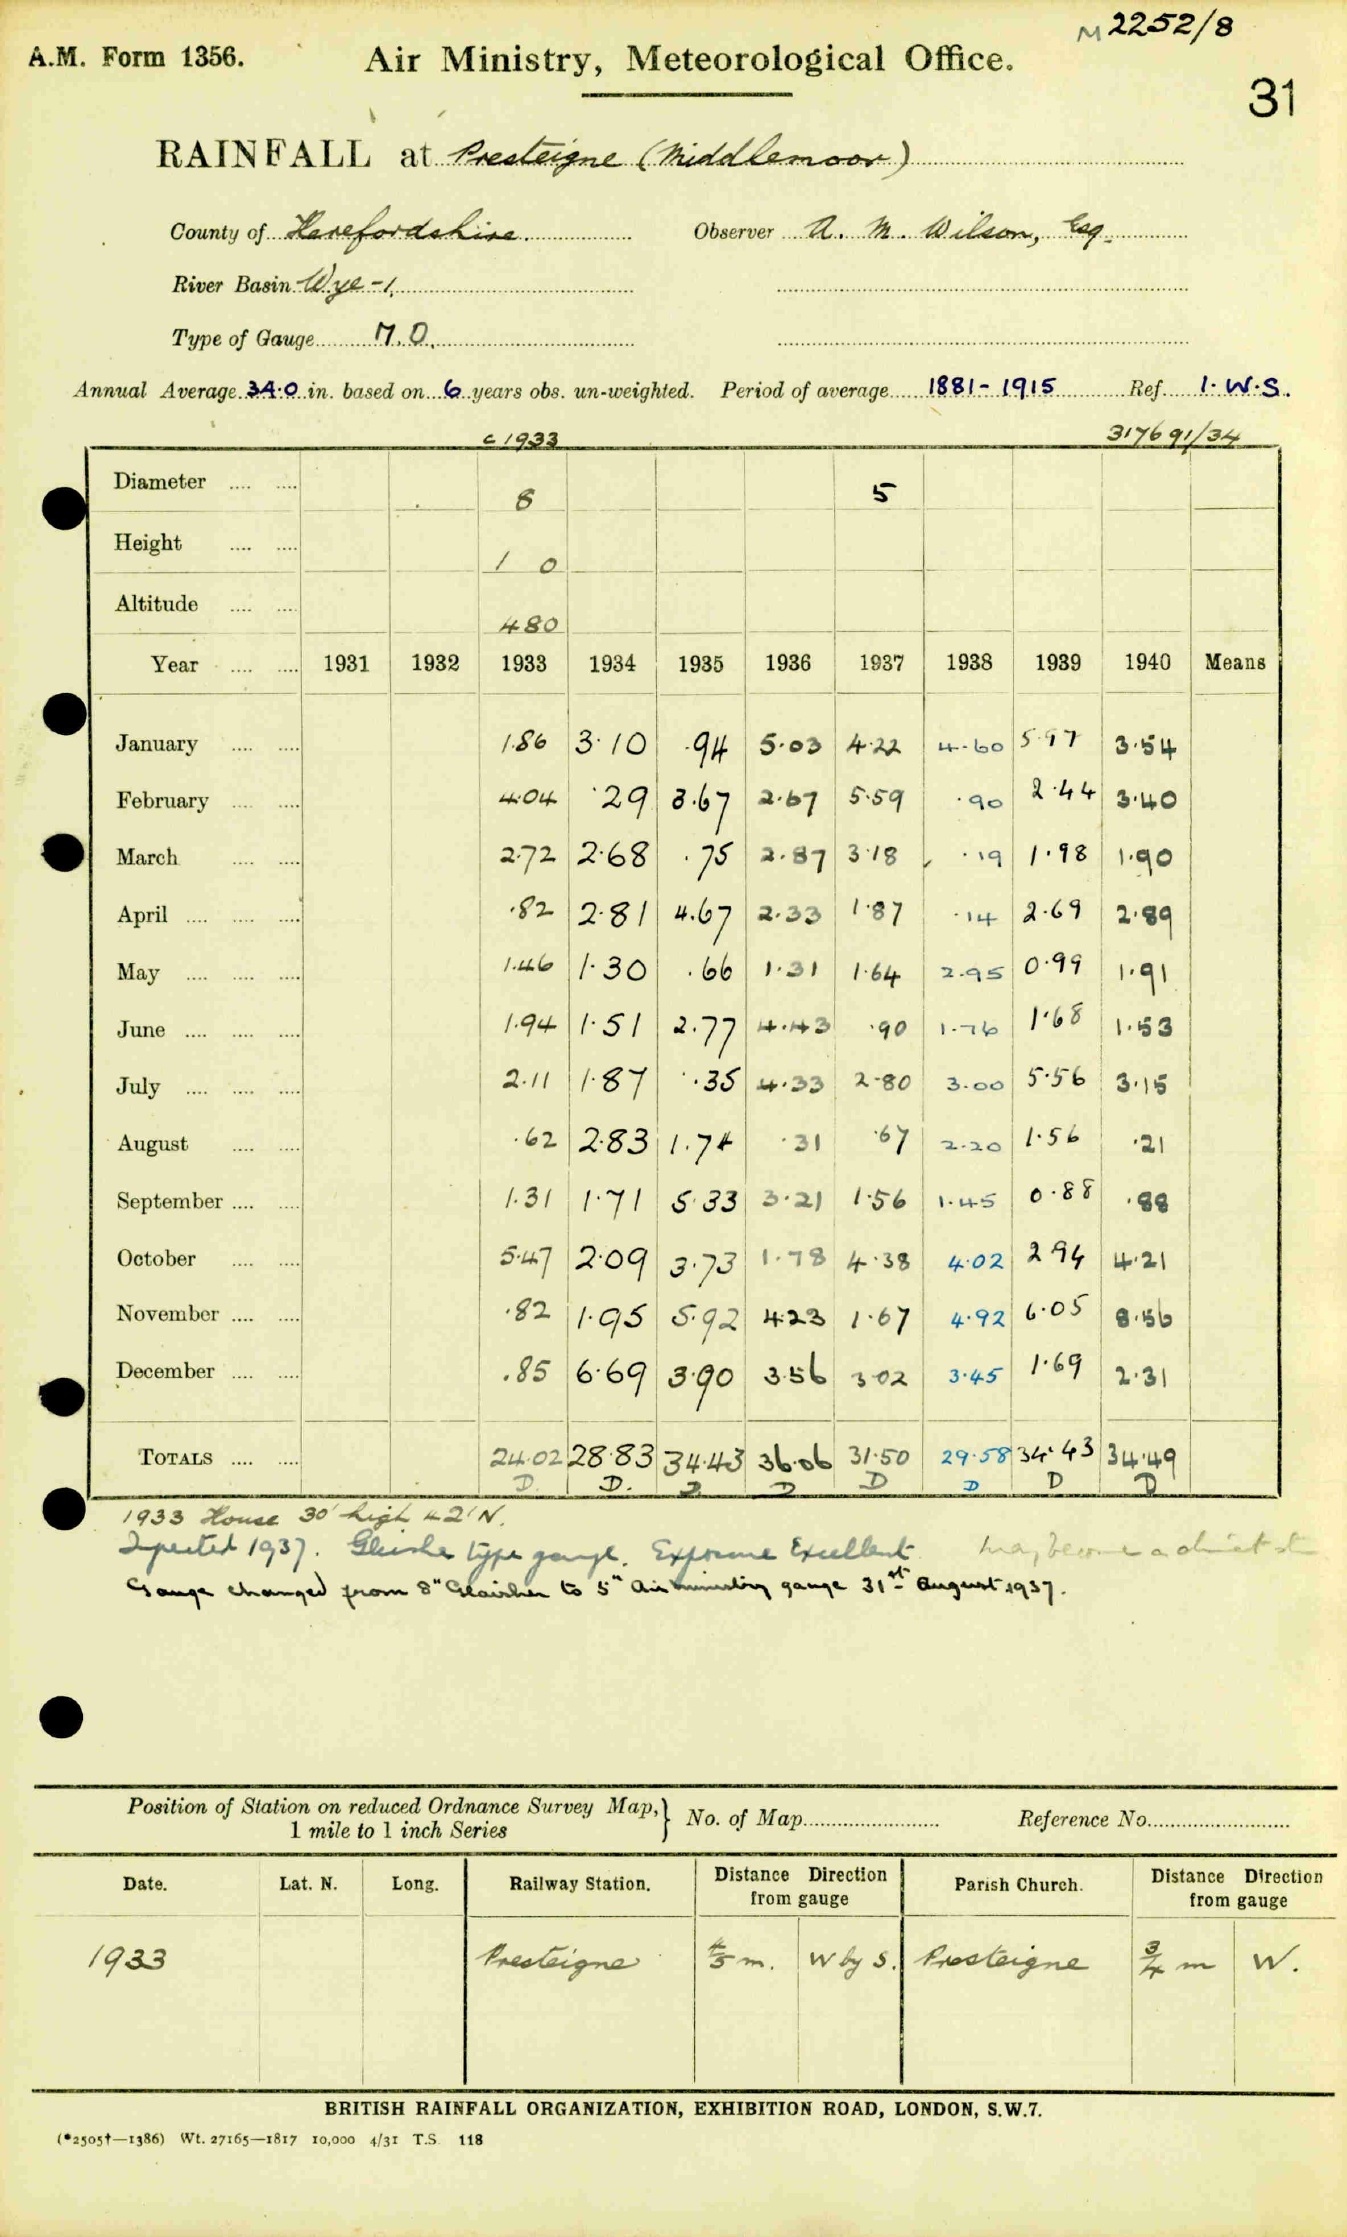 M 2252/8
A.M. Form 1356. Air Ministry, Meteorological Office.
31
RAINFALL at Presteigne (Middlemoor)
County of Herefordshire. Observer A. M. Wilson, Esq.
River Basin Wye-1.
Type of Gauge M.O.
Annual Average 34.0 in. based on 6 years obs. un-weighted. Period of average 1881-1915 Ref. I.W.S.
c 1933 317691/34
Diameter 8 5
Height 1 0
Altitude 480
Year 1931 1932 1933 1934 1935 1936 1937 1938 1939 1940 Means
January 1.86 3.10 .94 5.03 4.22 4.60 5.97 3.54
February 4.04 .29 3.67 2.67 5.59 .90 2.44 3.40
March 2.72 2.68 .75 2.87 3.18 .19 1.98 1.90
April .82 2.81 4.67 2.33 1.87 .14 2.69 2.89
May 1.46 1.30 .66 1.31 1.64 2.95 0.99 1.91
June 1.94 1.51 2.77 4.43 .90 1.76 1.68 1.53
July 2.11 1.87 .35 4.33 2.80 3.00 5.56 3.15
August .62 2.83 1.74 .31 .67 2.20 1.56 .21
September 1.31 1.71 5.33 3.21 1.56 1.45 0.88 .88
October 5.47 2.09 3.73 1.78 4.38 4.02 2.94 4.21
November .82 1.95 5.92 4.23 1.67 4.92 6.05 8.56
December .85 6.69 3.90 3.56 3.02 3.45 1.69 2.31
TOTALS 24.02 28.83 34.43 36.06 31.50 29.58 34.43 34.49
D. D. D D D D D D
1933 House 30' high 42' N.
Inspected 1937. Glaisher type gauge. Exposure Excellent may become a
Gauge changed from 8" Glaisher to 5" Air ministry gauge 31st August 1937.
Position of Station on reduced Ordnance Survey Map, 1 mile to 1 inch Series } No. of Map Reference No.
Date. Lat. N. Long. Railway Station. Distance Direction from gauge Parish Church. Distance Direction from gauge
1933 Presteigne 4/5 m. W by S. Presteigne 3/4 m W.
BRITISH RAINFALL ORGANIZATION, EXHIBITION ROAD, LONDON, S.W.7.
(*2505†—1386) Wt. 27165—1817 10,000 4/31 T.S. 118